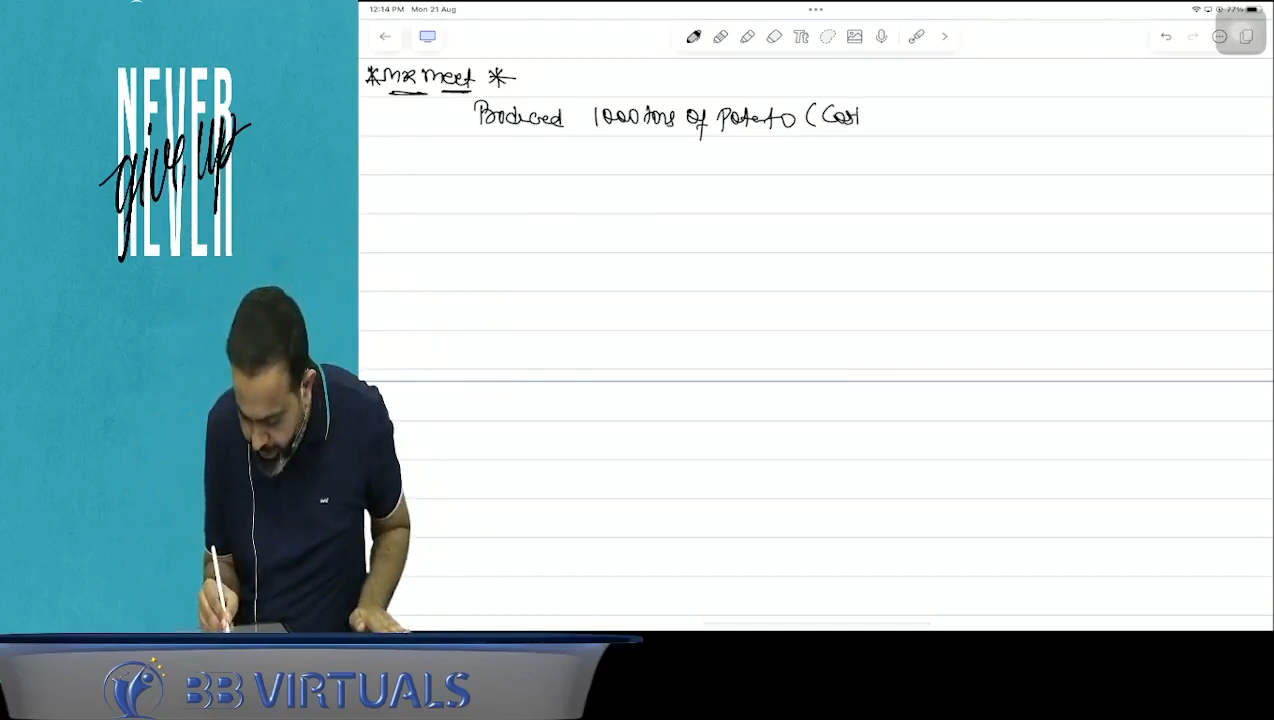 12:14 PM Mon 21 Aug
77%
*Mr Meet *
Produced 1000 tons of Potato (Cost
NEVER
give up
NEVER
BB VIRTUALS